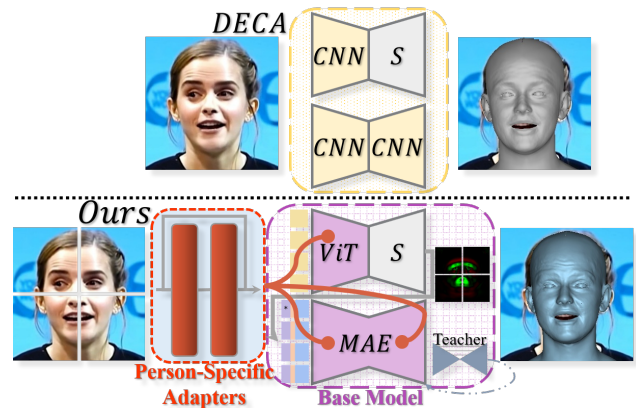 DECA
CNN S
CNN CNN
Ours
ViT S
MAE
Teacher
Person-Specific
Adapters
Base Model